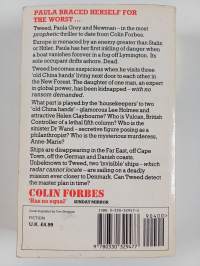 PAULA BRACED HERSELF FOR
THE WORST ...
Tweed, Paula Grey and Newman – in the most
prophetic thriller to date from Colin Forbes.
Europe is menaced by an enemy greater than Stalin
or Hitler. Paula has her first inkling of danger when
a boat vanishes forever in a fog off Lymington. Its
sole occupant drifts ashore. Dead.
Tweed becomes suspicious when he visits three
'old China hands' living next door to each other in
the New Forest. The daughter of one man, an expert
in global power, has been kidnapped – with no
ransom demanded.
What part is played by the 'housekeepers' to two
'old China hands' – glamorous Lee Holmes and
attractive Helen Claybourne? Who is Vulcan, British
Controller of a lethal fifth column? Who is the
sinister Dr Wand – secretive figure posing as a
philanthropist? Who is the mysterious murderess,
Anne-Marie?
Ships are disappearing in the Far East, off Cape
Town, off the German and Danish coasts.
Unbeknown to Tweed, two 'invisible' ships – which
radar cannot locate – are sailing on a deadly
mission ever closer to Denmark. Can Tweed detect
the master plan in time?
COLIN FORBES
'Has no equal' SUNDAY MIRROR
FICTION
U.K. £4.99
90400
9 780330 329477